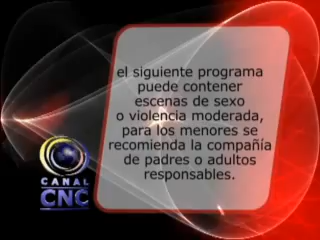 el siguiente programa
puede contener
escenas de sexo
o violencia moderada,
para los menores se
recomienda la compañía
de padres o adultos
responsables.
CANAL
CNC